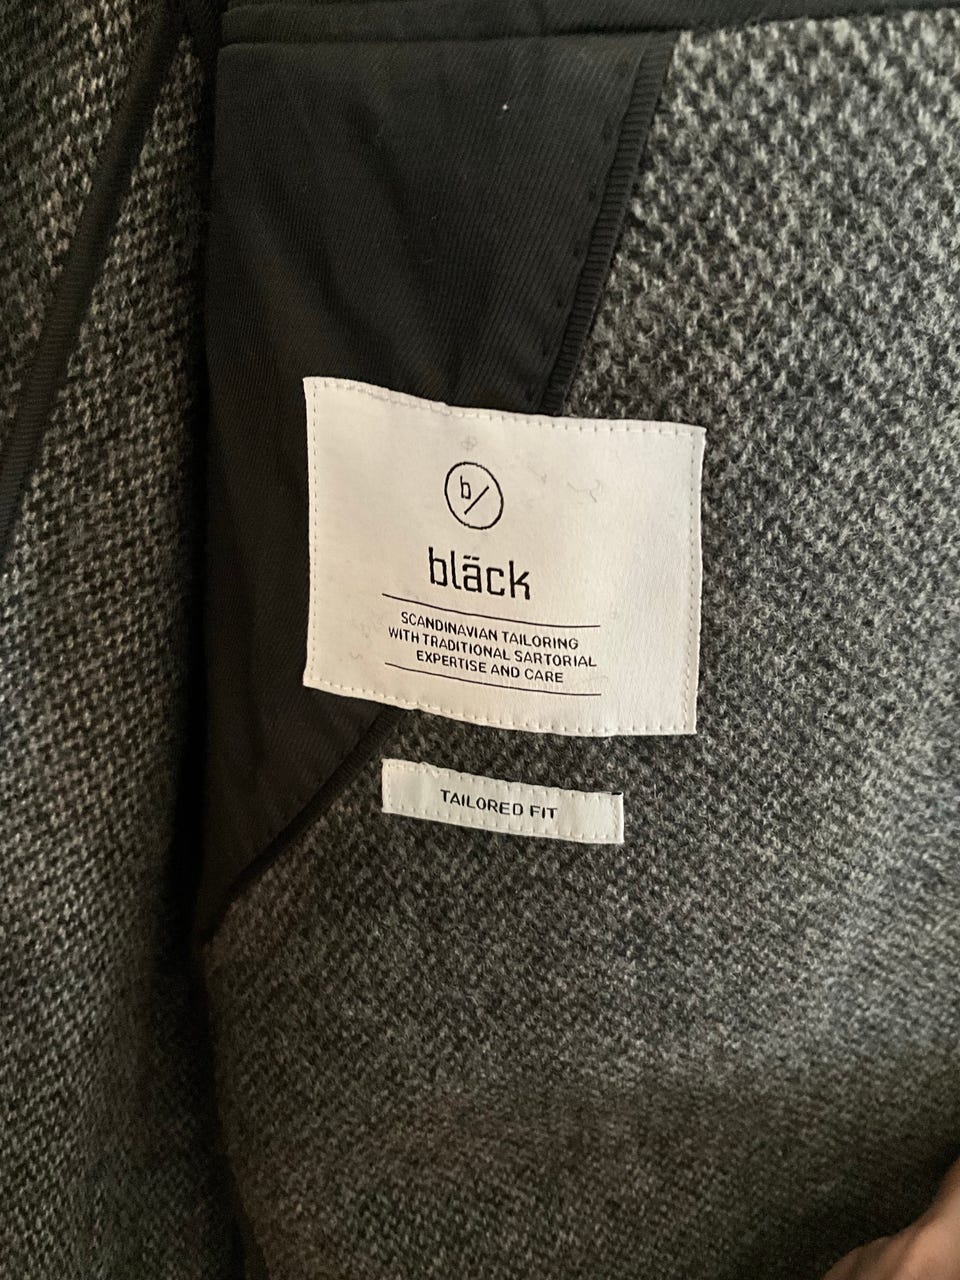 b/
bläck
SCANDINAVIAN TAILORING
WITH TRADITIONAL SARTORIAL
EXPERTISE AND CARE
TAILORED FIT